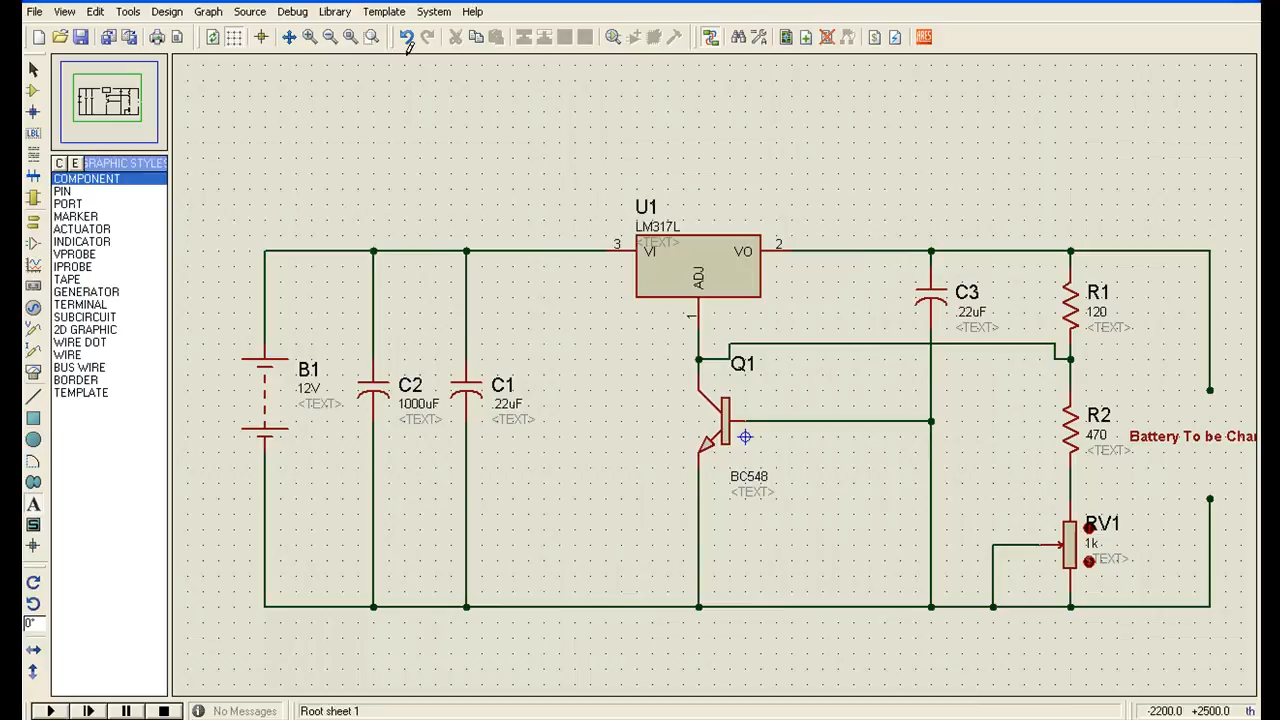 File View Edit Tools Design Graph Source Debug Library Template System Help
ARES
LBL
C E GRAPHIC STYLES
COMPONENT
PIN
PORT
MARKER
ACTUATOR
INDICATOR
VPROBE
IPROBE
TAPE
GENERATOR
TERMINAL
SUBCIRCUIT
2D GRAPHIC
WIRE DOT
WIRE
BUS WIRE
BORDER
TEMPLATE
A
S
0°
U1
LM317L
<TEXT>
3 VI VO 2
ADJ
1
B1
12V
<TEXT>
C2
1000uF
<TEXT>
C1
.22uF
<TEXT>
Q1
BC548
<TEXT>
C3
.22uF
<TEXT>
R1
120
<TEXT>
R2
470
<TEXT>
Battery To be Char
RV1
1k
<TEXT>
No Messages Root sheet 1 -2200.0 +2500.0 th